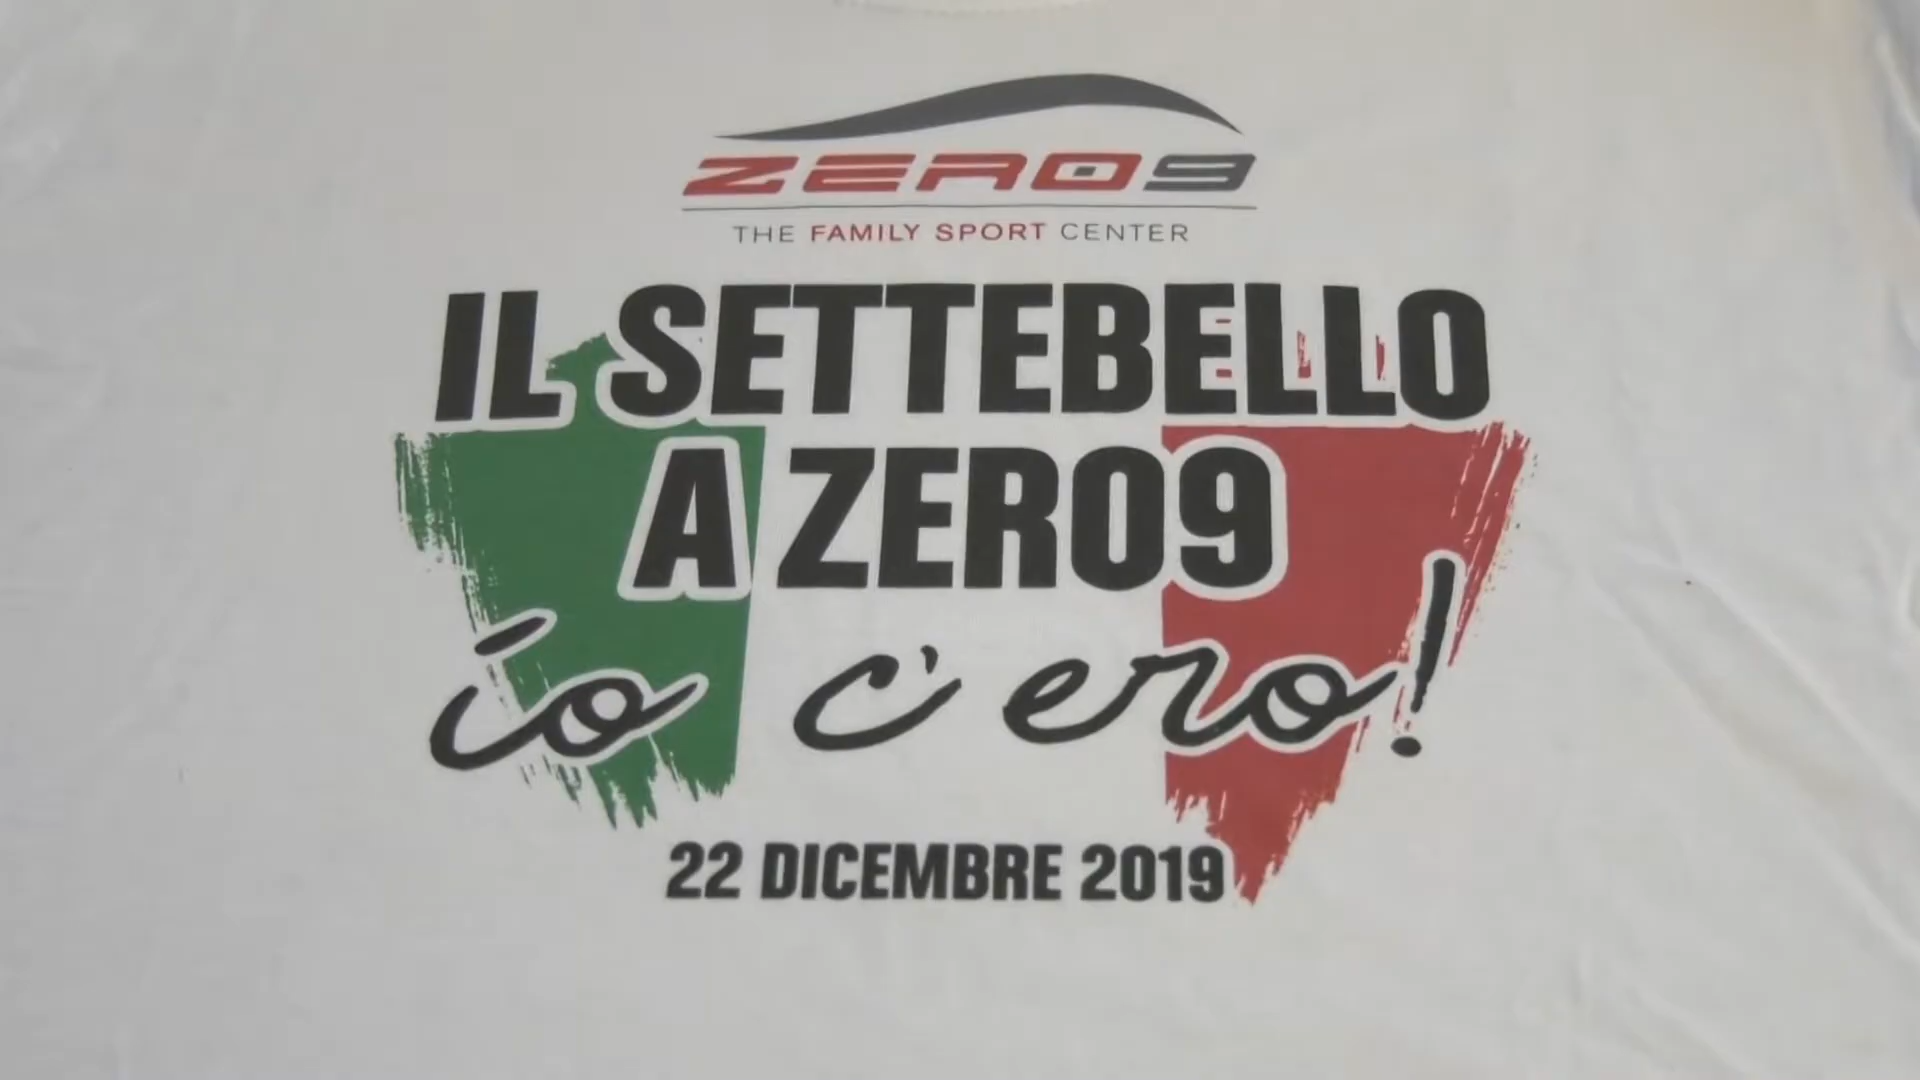 ZERO9
THE FAMILY SPORT CENTER
IL SETTEBELLO
A ZERO9
io c'ero!
22 DICEMBRE 2019